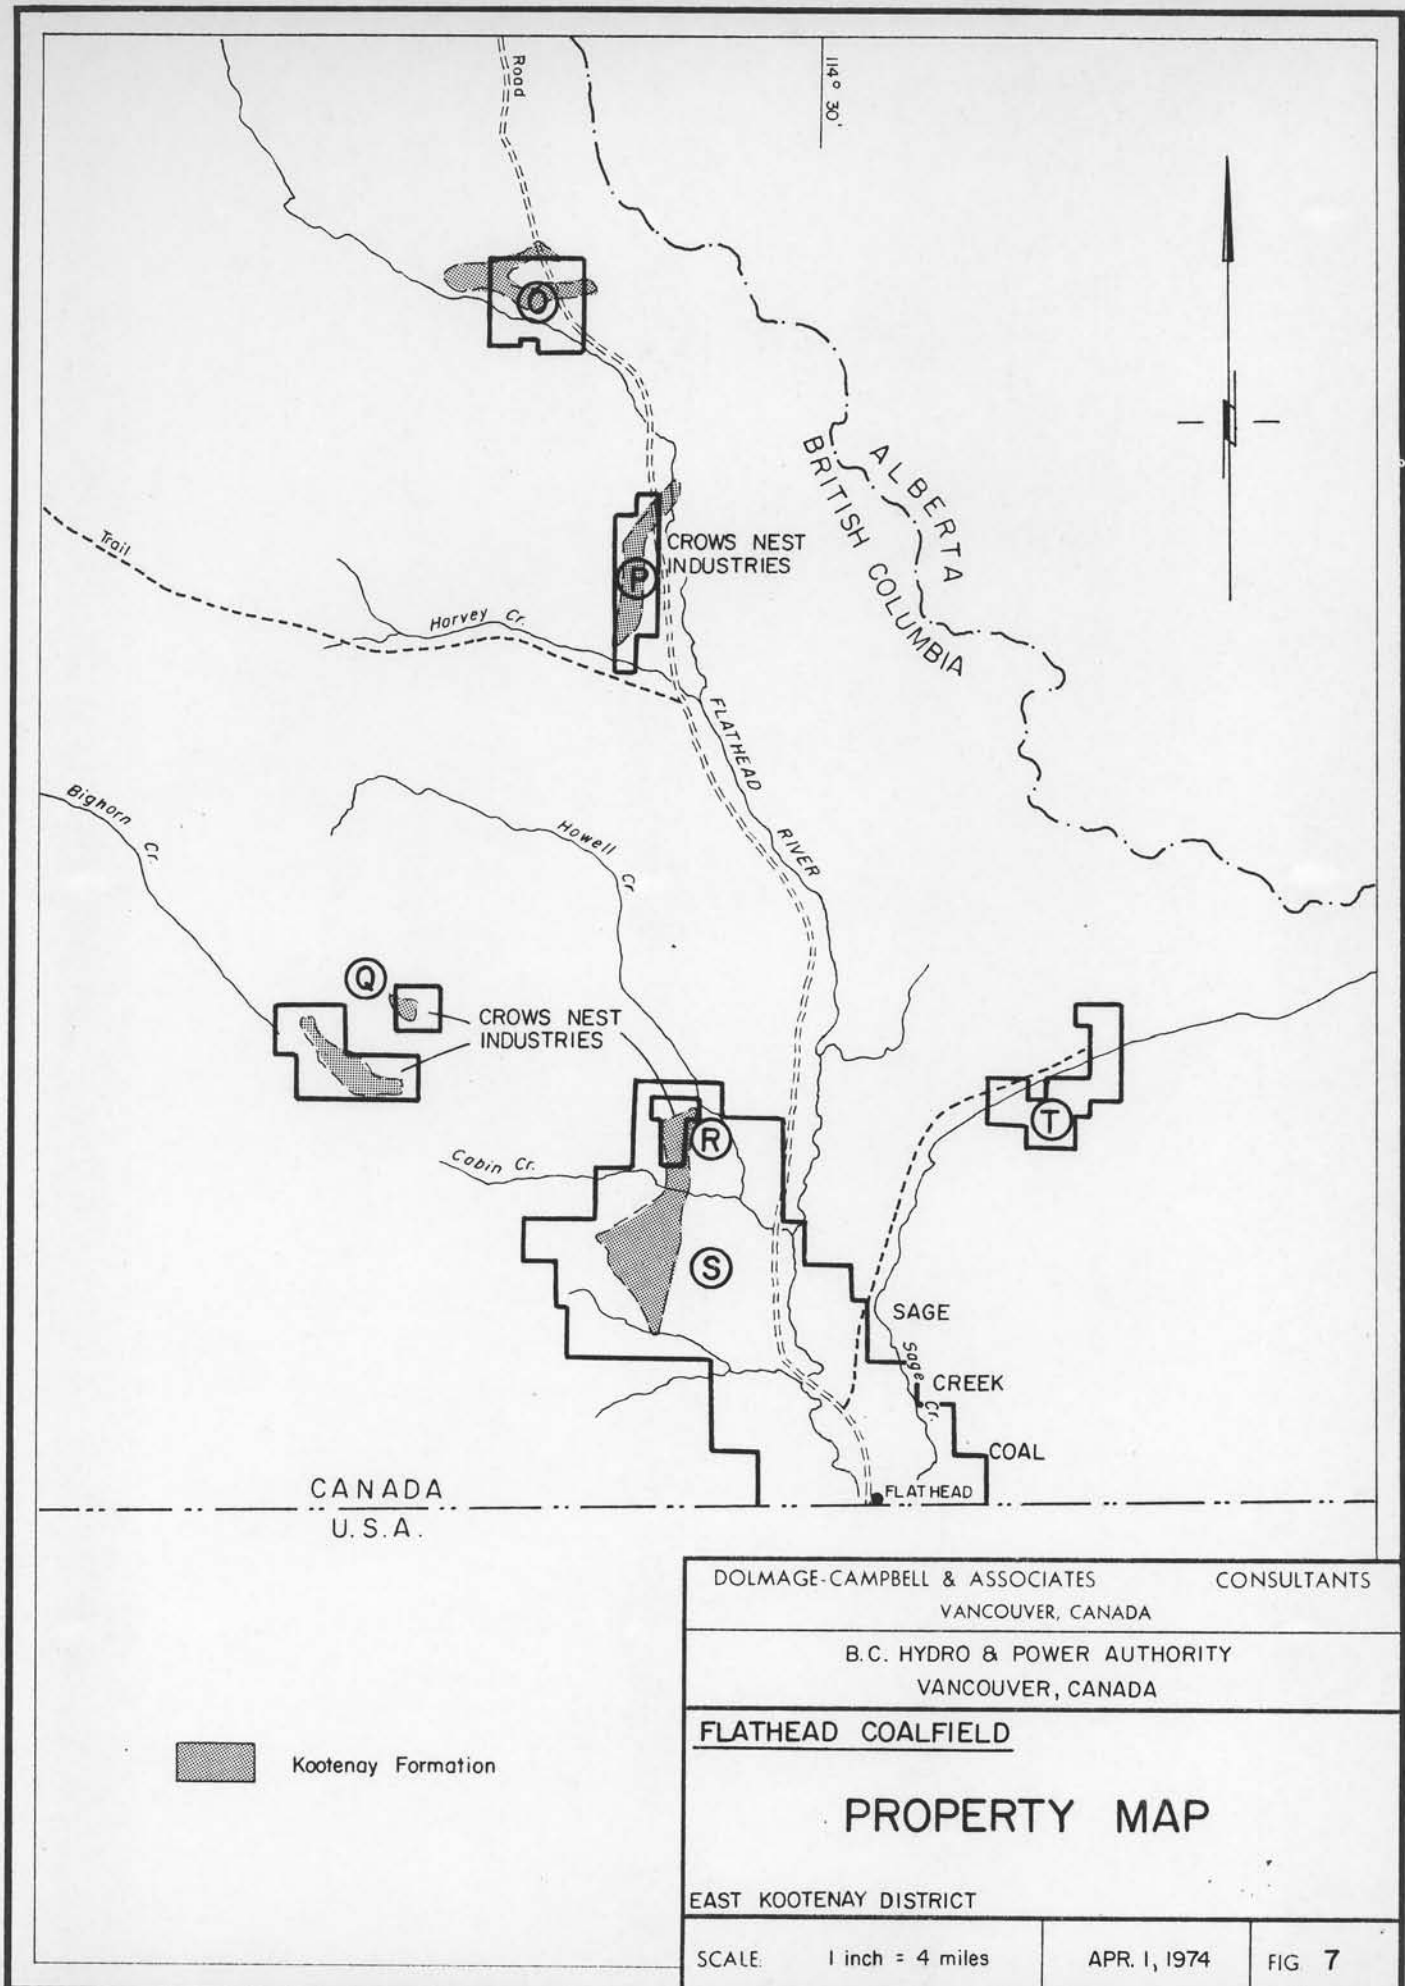 Road
114° 30'
O
ALBERTA
BRITISH COLUMBIA
CROWS NEST
INDUSTRIES
P
Trail
Harvey Cr.
FLATHEAD
RIVER
Bighorn
Cr.
Howell
Cr
Q
CROWS NEST
INDUSTRIES
T
R
Cabin Cr.
S
SAGE
Sage
CREEK
Cr.
COAL
FLATHEAD
CANADA
U.S.A.
DOLMAGE-CAMPBELL & ASSOCIATES CONSULTANTS
VANCOUVER, CANADA
B.C. HYDRO & POWER AUTHORITY
VANCOUVER, CANADA
FLATHEAD COALFIELD
PROPERTY MAP
Kootenay Formation
EAST KOOTENAY DISTRICT
SCALE: 1 inch = 4 miles APR. 1, 1974 FIG 7